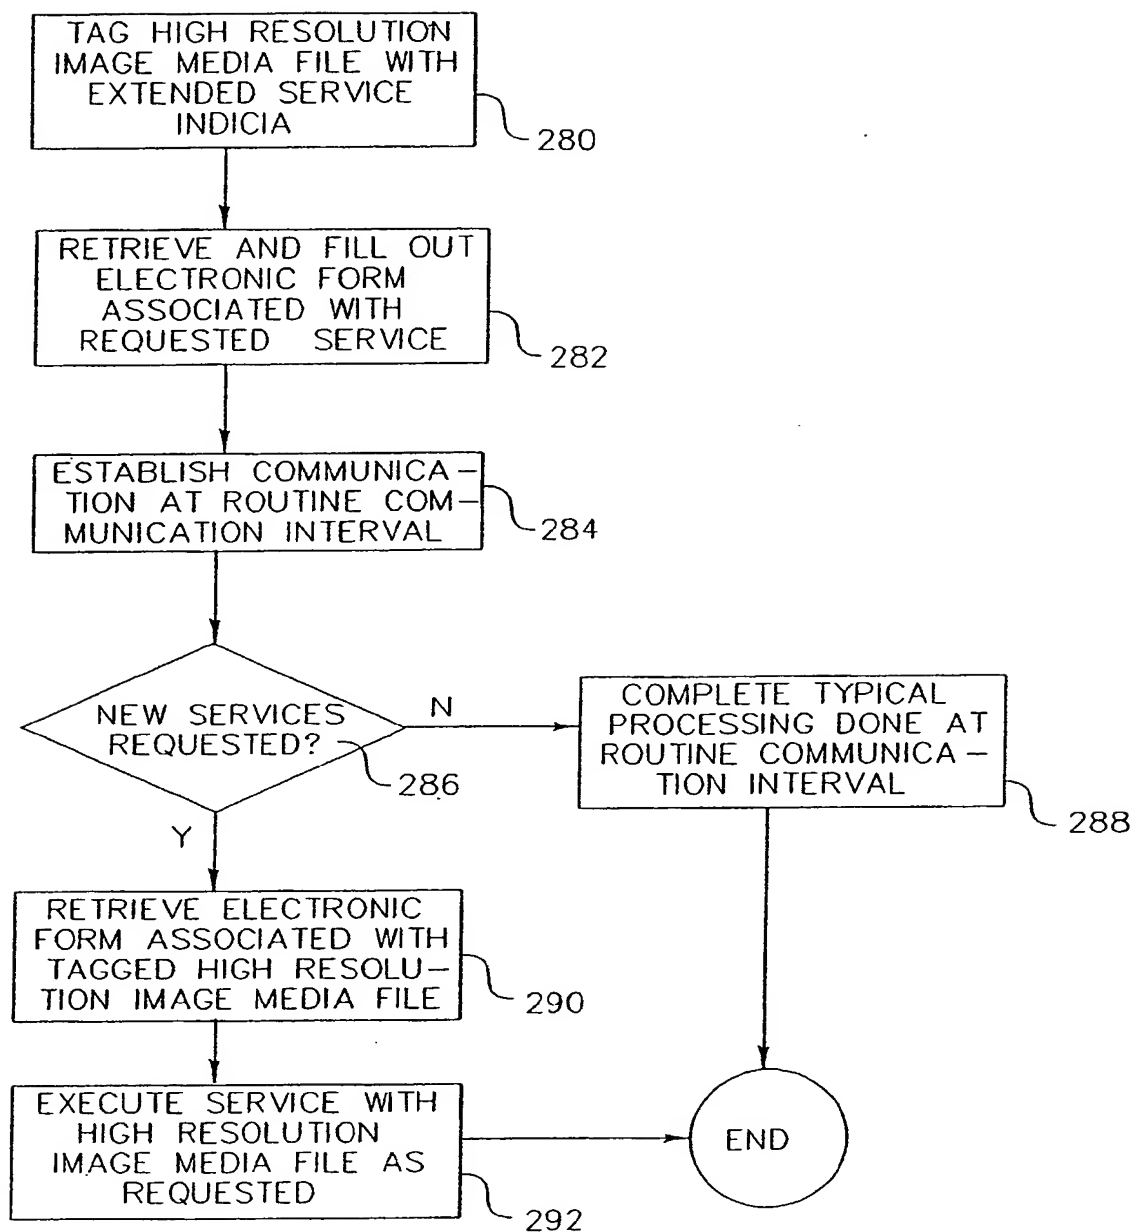 TAG HIGH RESOLUTION
IMAGE MEDIA FILE WITH
EXTENDED SERVICE
INDICIA
280
RETRIEVE AND FILL OUT
ELECTRONIC FORM
ASSOCIATED WITH
REQUESTED SERVICE
282
ESTABLISH COMMUNICA-
TION AT ROUTINE COM-
MUNICATION INTERVAL
284
NEW SERVICES
REQUESTED?
286
N
Y
COMPLETE TYPICAL
PROCESSING DONE AT
ROUTINE COMMUNICA-
TION INTERVAL
288
RETRIEVE ELECTRONIC
FORM ASSOCIATED WITH
TAGGED HIGH RESOLU-
TION IMAGE MEDIA FILE
290
EXECUTE SERVICE WITH
HIGH RESOLUTION
IMAGE MEDIA FILE AS
REQUESTED
292
END